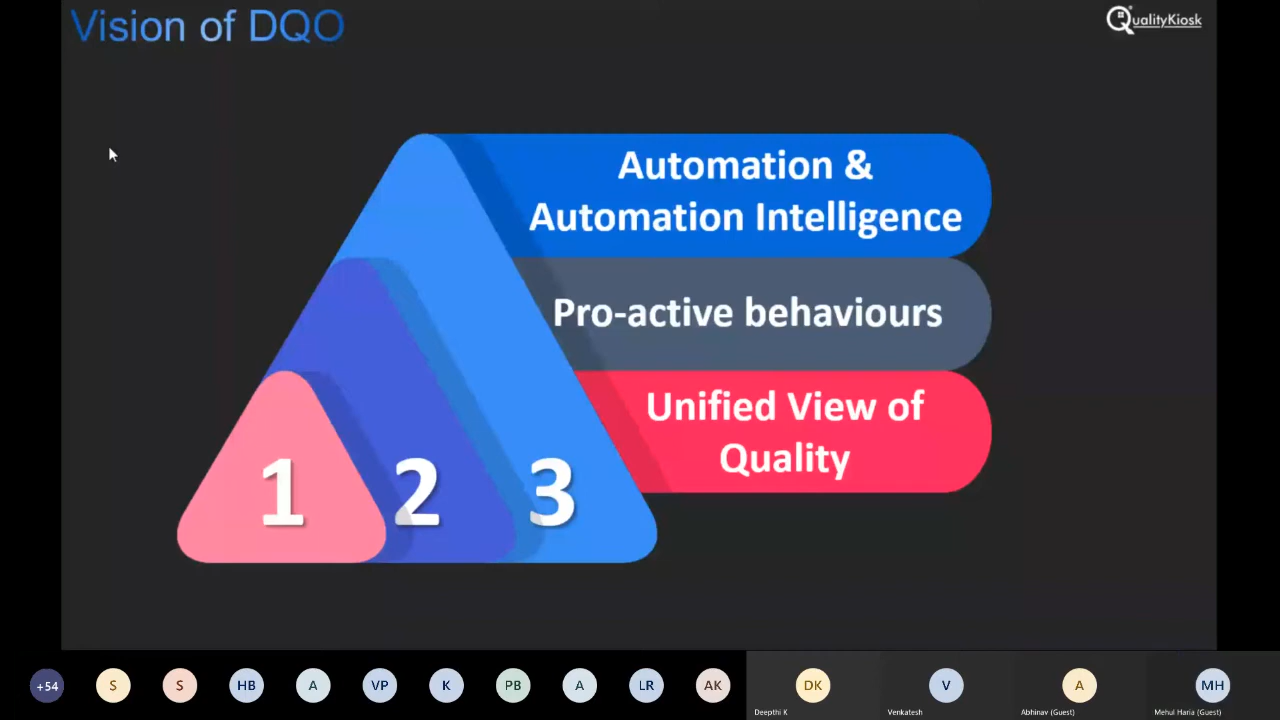 Vision of DQO
QualityKiosk
Automation &
Automation Intelligence
Pro-active behaviours
Unified View of
Quality
1 2 3
+54 S S HB A VP K PB A LR AK DK V A MH
Deepthi K Venkatesh Abhinav (Guest) Mehul Haria (Guest)